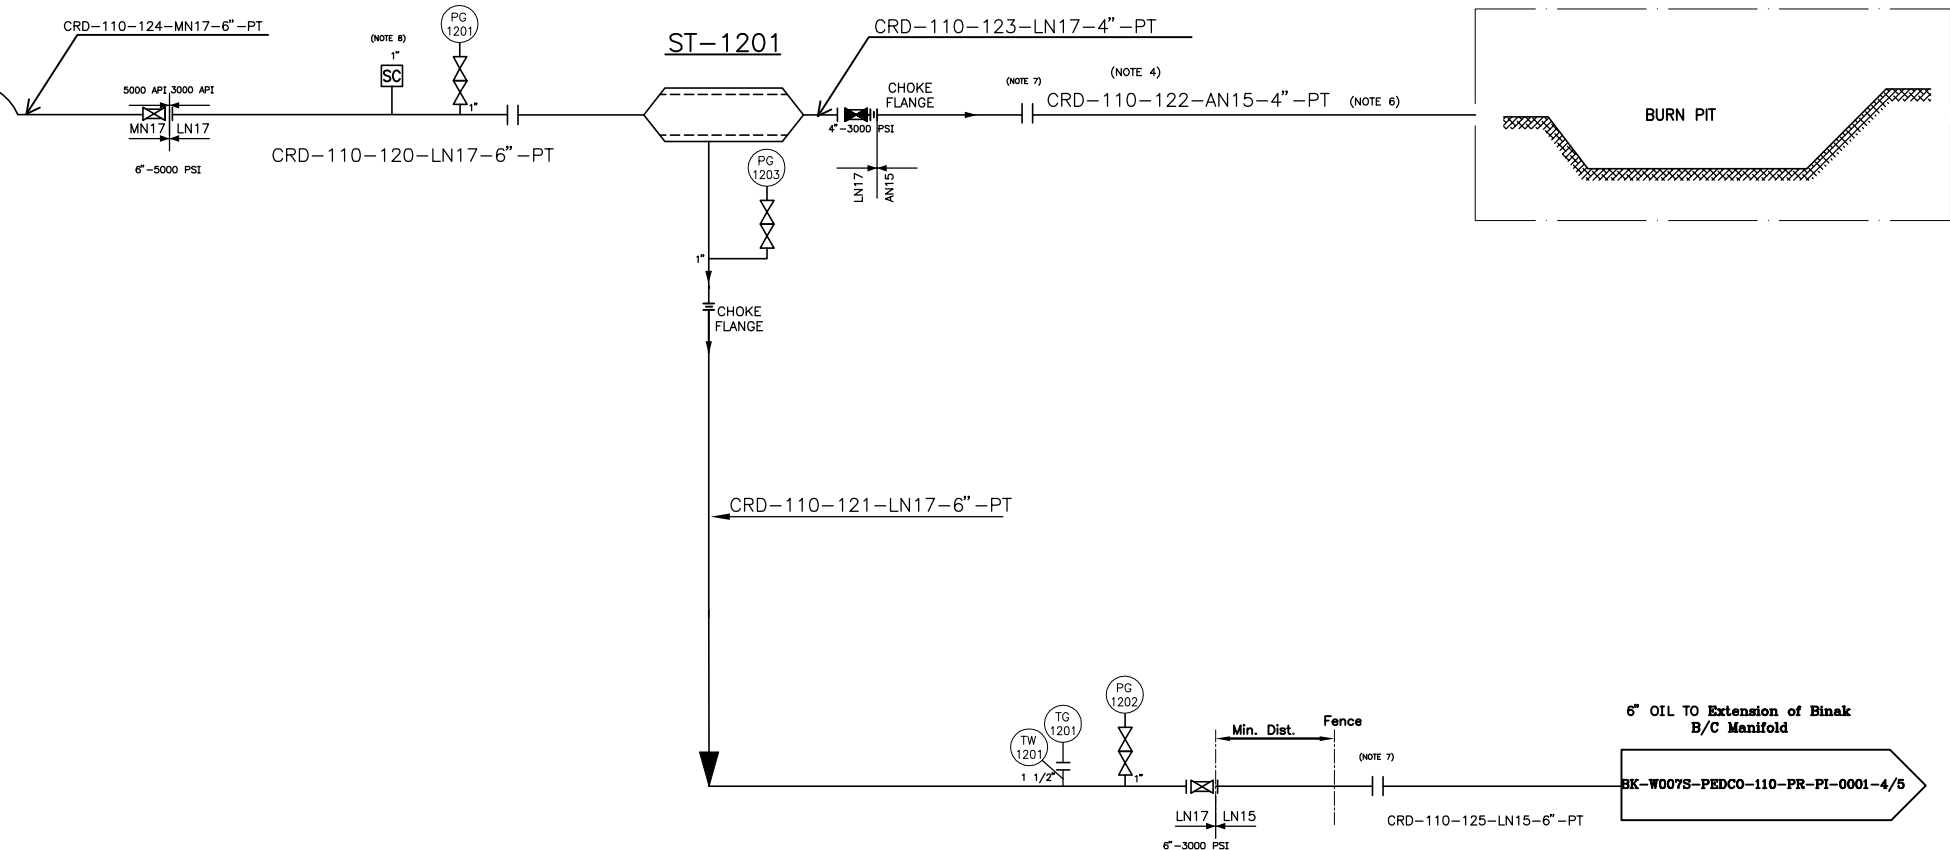 CRD-110-124-MN17-6"-PT
(NOTE 8)
1"
SC
PG
1201
1"
5000 API
3000 API
MN17
LN17
6"-5000 PSI
CRD-110-120-LN17-6"-PT
ST-1201
CRD-110-123-LN17-4"-PT
CHOKE
FLANGE
4"-3000 PSI
LN17
AN15
(NOTE 7)
(NOTE 4)
CRD-110-122-AN15-4"-PT
(NOTE 6)
BURN PIT
PG
1203
1"
CHOKE
FLANGE
CRD-110-121-LN17-6"-PT
TW
1201
TG
1201
1 1/2"
PG
1202
1"
Min. Dist.
Fence
LN17
LN15
6"-3000 PSI
(NOTE 7)
CRD-110-125-LN15-6"-PT
6" OIL TO Extension of Binak
B/C Manifold
BK-W007S-PEDCO-110-PR-PI-0001-4/5